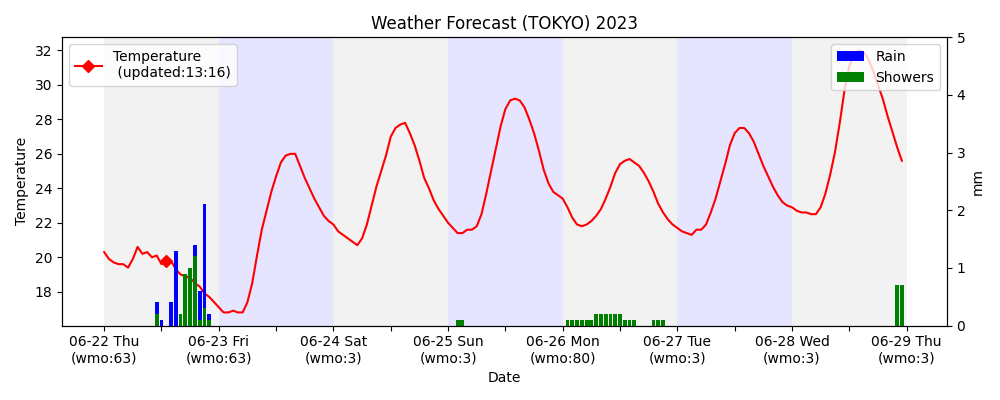 Weather Forecast (TOKYO) 2023
Temperature
(updated:13:16)
Rain
Showers
32
30
28
26
24
22
20
18
Temperature
5
4
3
2
1
0
mm
06-22 Thu
(wmo:63)
06-23 Fri
(wmo:63)
06-24 Sat
(wmo:3)
06-25 Sun
(wmo:3)
06-26 Mon
(wmo:80)
06-27 Tue
(wmo:3)
06-28 Wed
(wmo:3)
06-29 Thu
(wmo:3)
Date